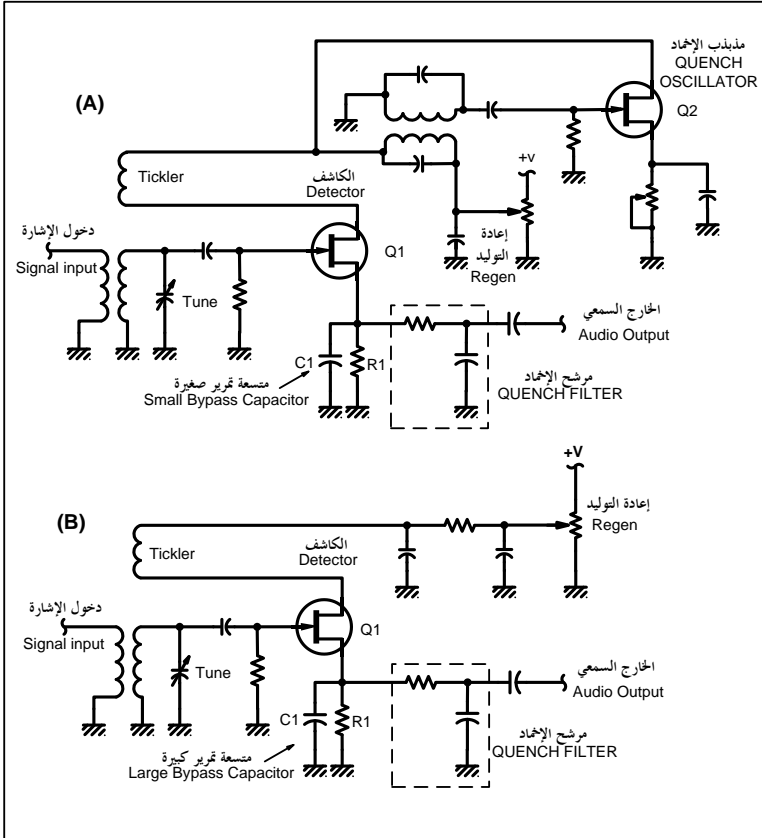 مذبذب الإخماد
QUENCH
OSCILLATOR
(A)
Q2
+v
Tickler
الكاشف
Detector
دخول الإشارة
Signal input
Q1
إعادة
التوليد
Regen
Tune
الخارج السمعي
Audio Output
C1
R1
متسعة تمرير صغيرة
Small Bypass Capacitor
مرشح الإخماد
QUENCH FILTER
+V
(B)
إعادة التوليد
Regen
Tickler
الكاشف
Detector
دخول الإشارة
Signal input
Q1
Tune
الخارج السمعي
Audio Output
C1
R1
متسعة تمرير كبيرة
Large Bypass Capacitor
مرشح الإخماد
QUENCH FILTER